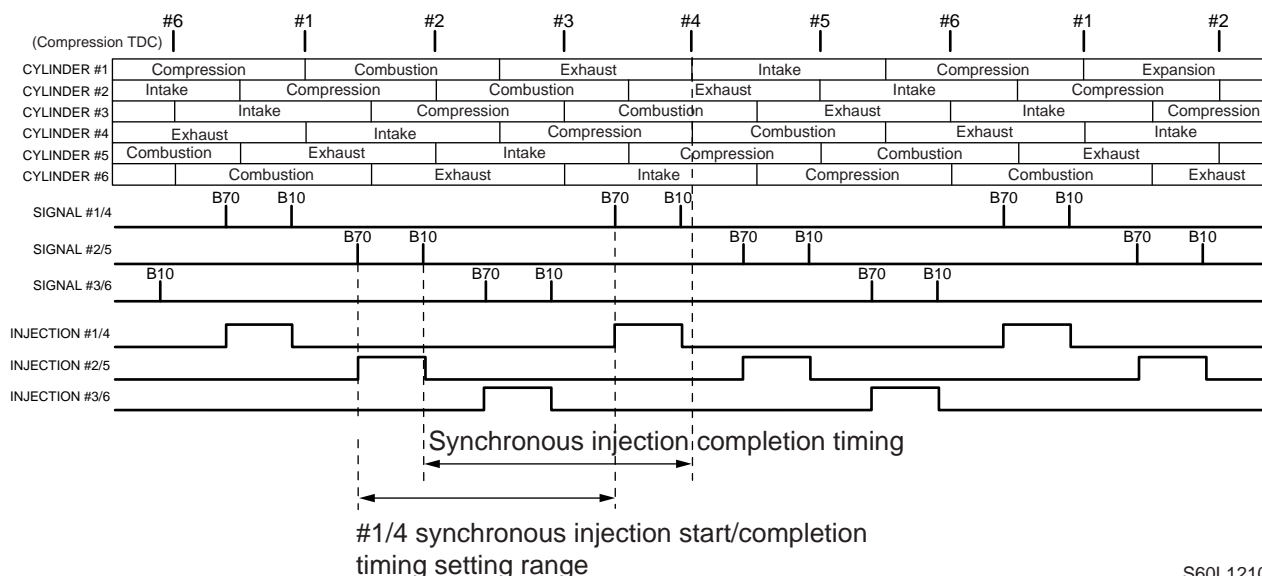 #6 #1 #2 #3 #4 #5 #6 #1 #2
(Compression TDC)
CYLINDER #1 Compression Combustion Exhaust Intake Compression Expansion
CYLINDER #2 Intake Compression Combustion Exhaust Intake Compression
CYLINDER #3 Intake Compression Combustion Exhaust Intake Compression
CYLINDER #4 Exhaust Intake Compression Combustion Exhaust Intake
CYLINDER #5 Combustion Exhaust Intake Compression Combustion Exhaust
CYLINDER #6 Combustion Exhaust Intake Compression Combustion Exhaust
SIGNAL #1/4 B70 B10 B70 B10 B70 B10
SIGNAL #2/5 B70 B10 B70 B10 B70 B10
SIGNAL #3/6 B10 B70 B10 B70 B10
INJECTION #1/4
INJECTION #2/5
INJECTION #3/6
Synchronous injection completion timing
#1/4 synchronous injection start/completion
timing setting range